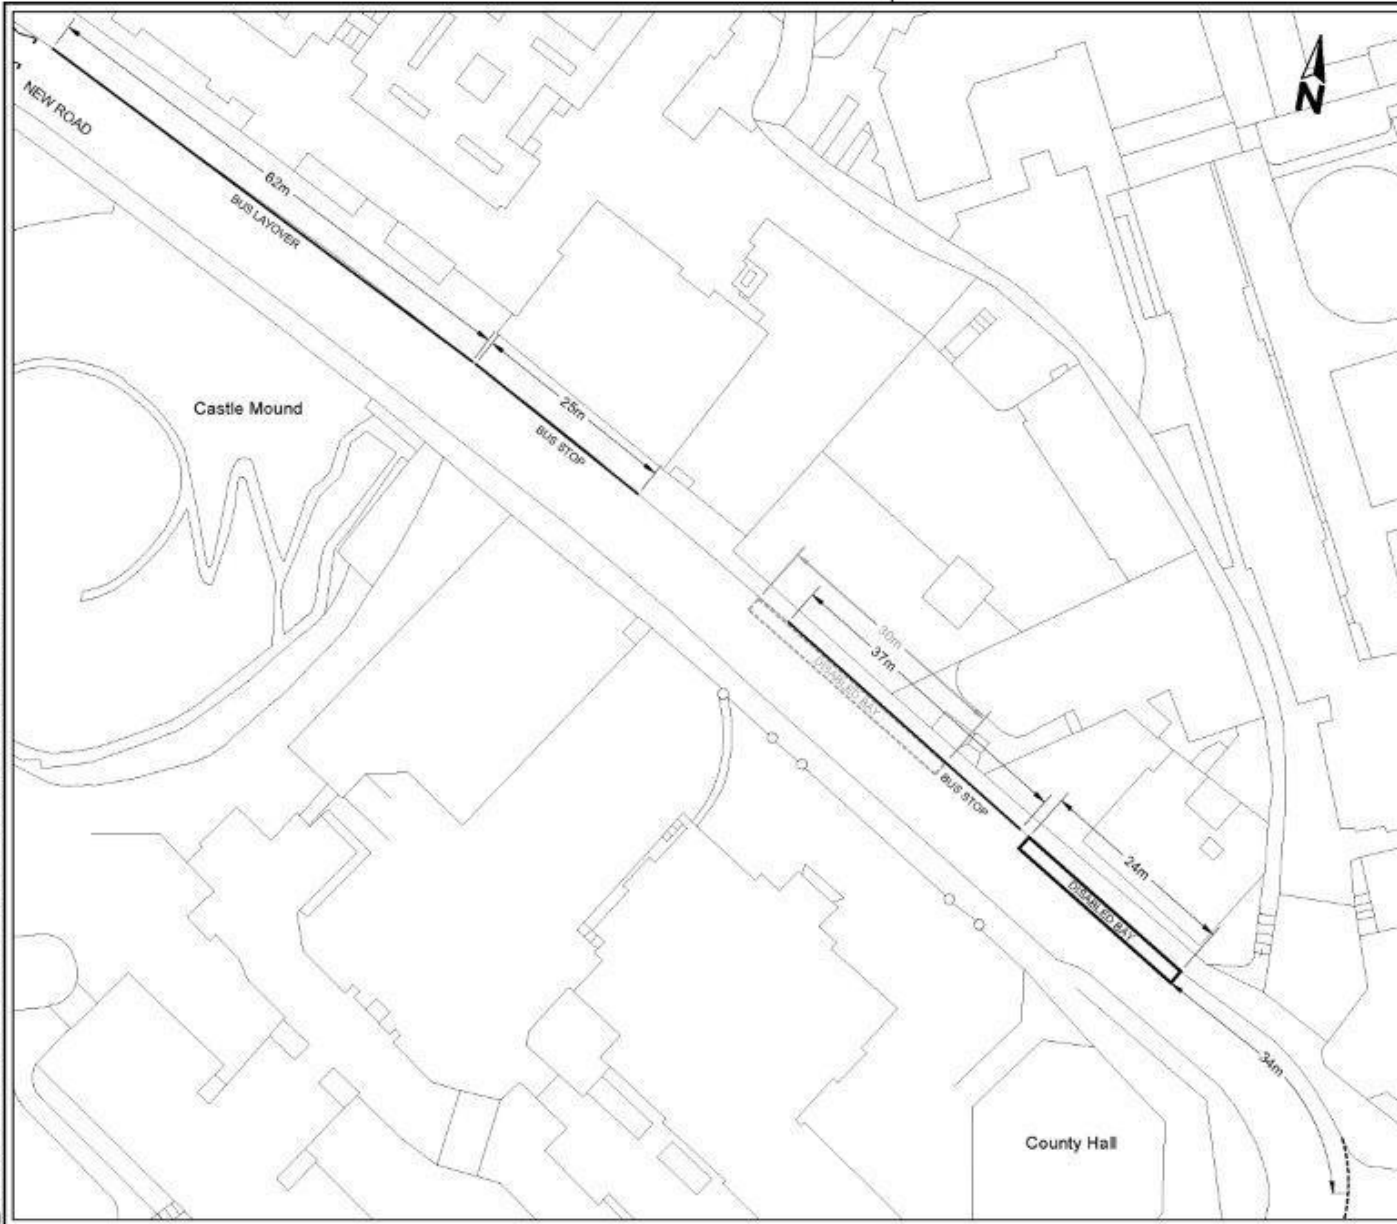 N
NEW ROAD
62m
BUS LAYOVER
Castle Mound
25m
BUS STOP
30m
37m
DISABLED BAY
BUS STOP
24m
DISABLED BAY
34m
County Hall